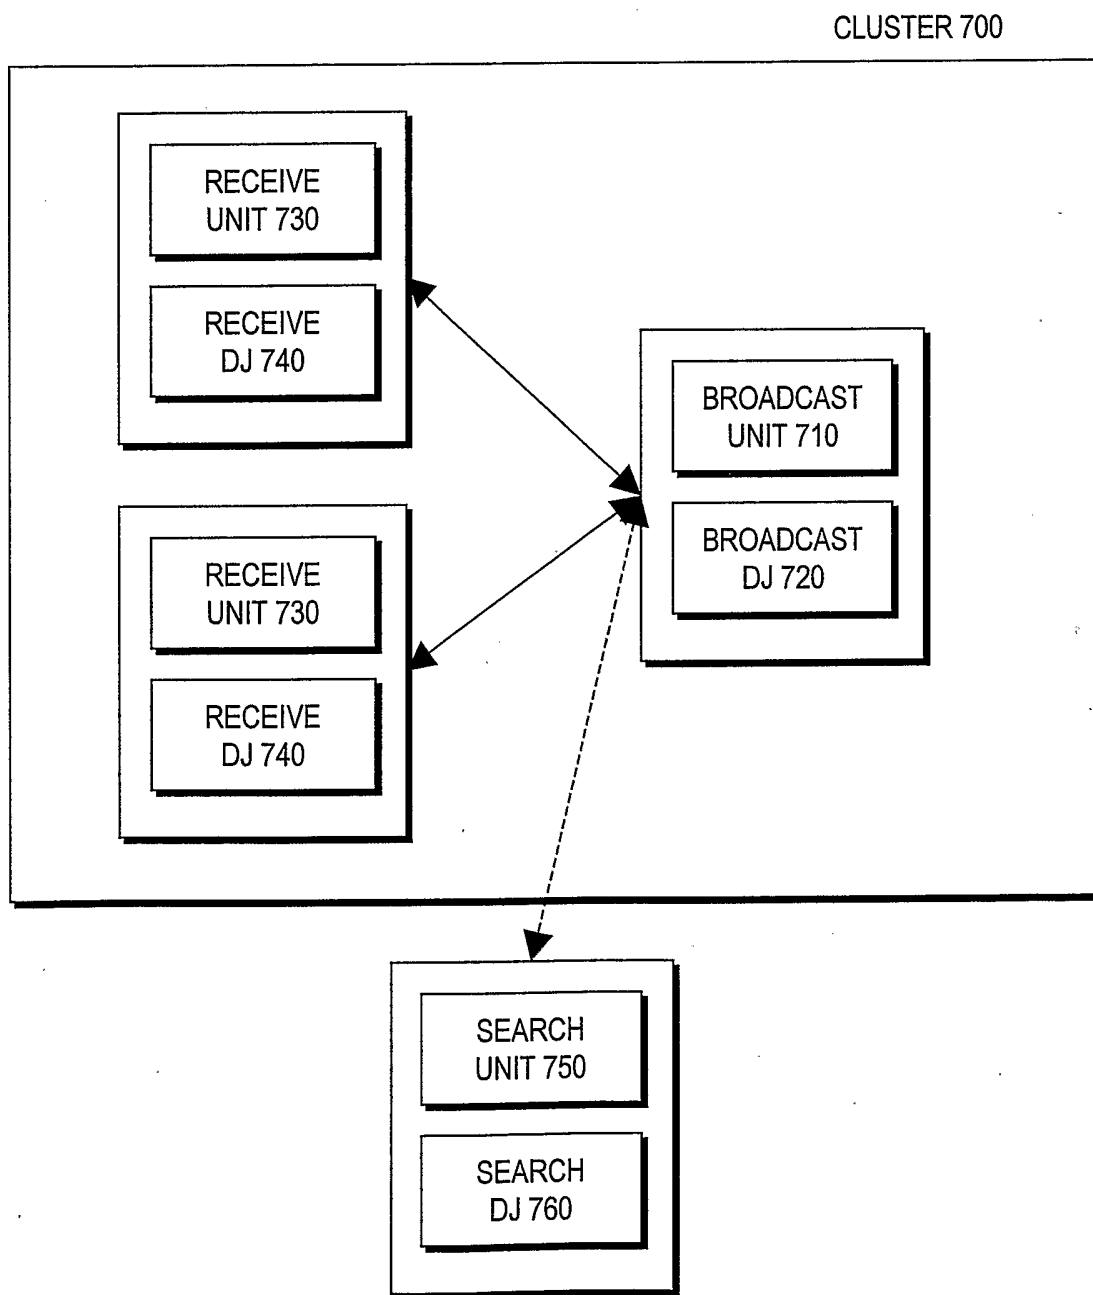 CLUSTER 700
RECEIVE
UNIT 730
RECEIVE
DJ 740
BROADCAST
UNIT 710
BROADCAST
DJ 720
RECEIVE
UNIT 730
RECEIVE
DJ 740
SEARCH
UNIT 750
SEARCH
DJ 760